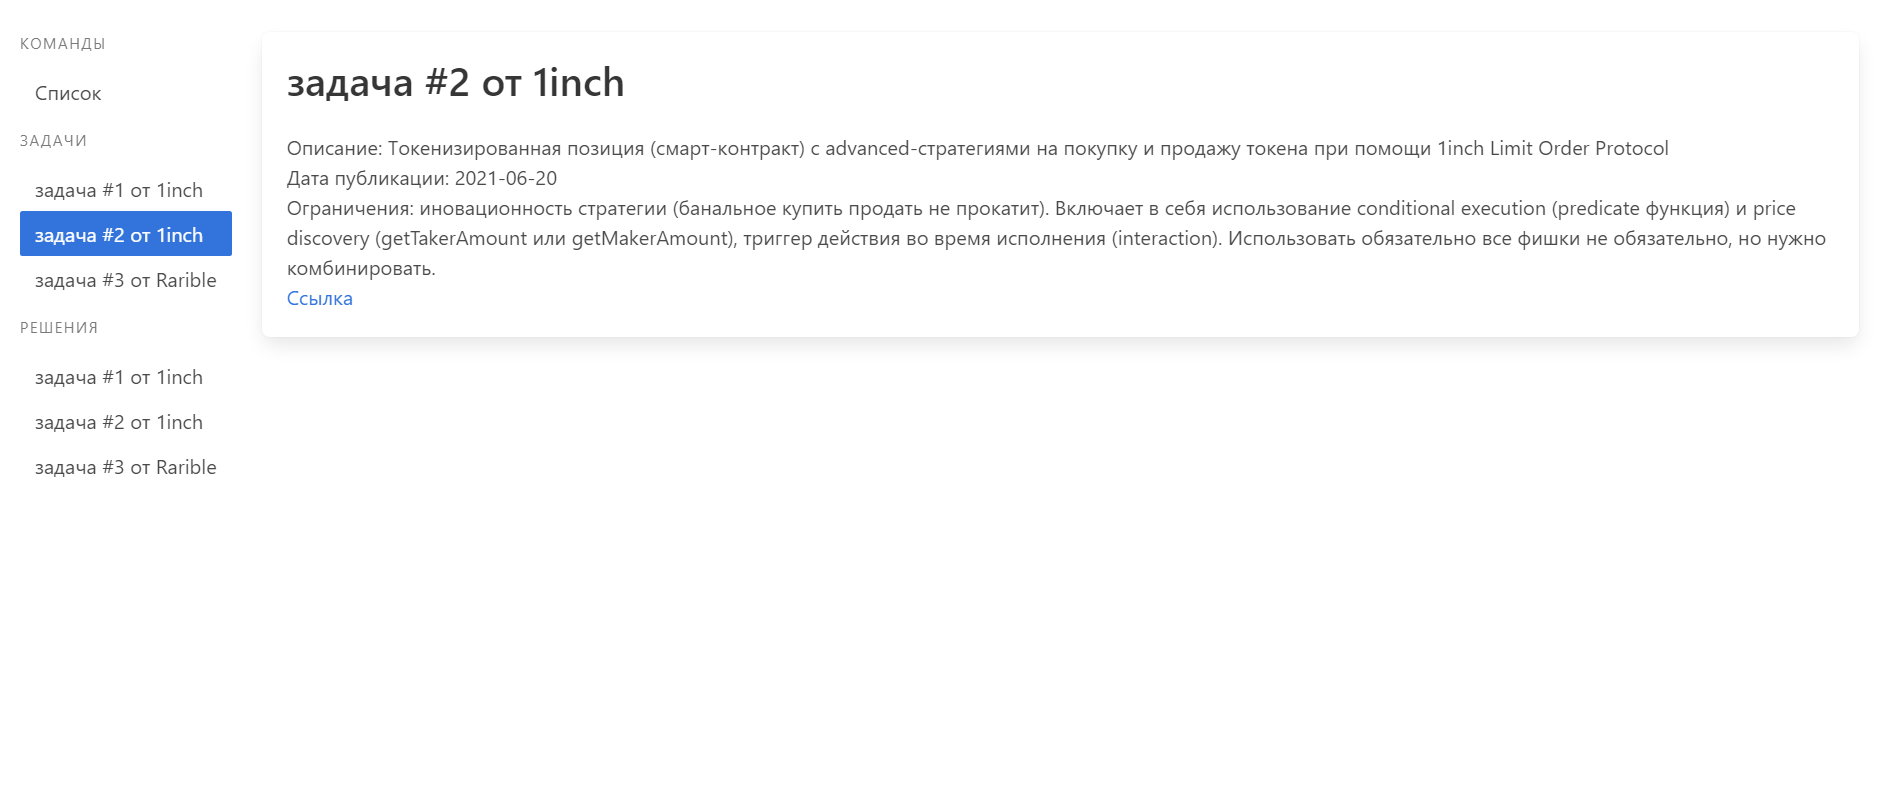 КОМАНДЫ
Список
ЗАДАЧИ
задача #1 от 1inch
задача #2 от 1inch
задача #3 от Rarible
РЕШЕНИЯ
задача #1 от 1inch
задача #2 от 1inch
задача #3 от Rarible
задача #2 от 1inch
Описание: Токенизированная позиция (смарт-контракт) с advanced-стратегиями на покупку и продажу токена при помощи 1inch Limit Order Protocol
Дата публикации: 2021-06-20
Ограничения: иновационность стратегии (банальное купить продать не прокатит). Включает в себя использование conditional execution (predicate функция) и price
discovery (getTakerAmount или getMakerAmount), триггер действия во время исполнения (interaction). Использовать обязательно все фишки не обязательно, но нужно
комбинировать.
Ссылка